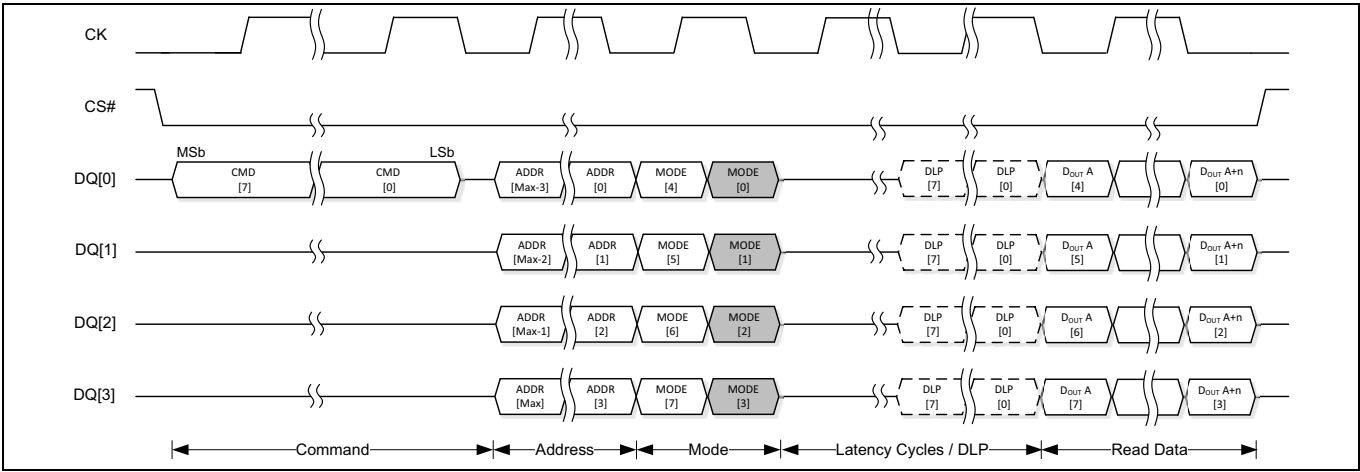 CK
CS#
MSb LSb
DQ[0] CMD [7] CMD [0] ADDR [Max-3] ADDR [0] MODE [4] MODE [0] DLP [7] DLP [0] DOUT A [4] DOUT A+n [0]
DQ[1] ADDR [Max-2] ADDR [1] MODE [5] MODE [1] DLP [7] DLP [0] DOUT A [5] DOUT A+n [1]
DQ[2] ADDR [Max-1] ADDR [2] MODE [6] MODE [2] DLP [7] DLP [0] DOUT A [6] DOUT A+n [2]
DQ[3] ADDR [Max] ADDR [3] MODE [7] MODE [3] DLP [7] DLP [0] DOUT A [7] DOUT A+n [3]
Command Address Mode Latency Cycles / DLP Read Data